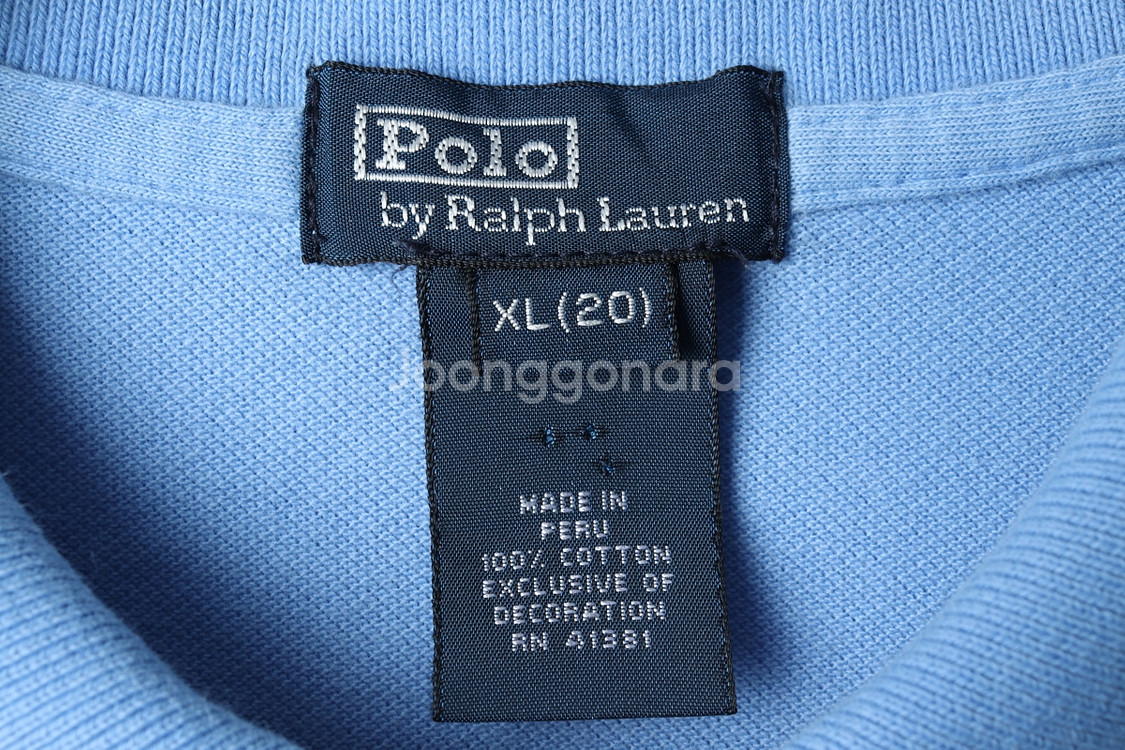 Polo
by Ralph Lauren
XL (20)
Joonggonara
MADE IN
PERU
100% COTTON
EXCLUSIVE OF
DECORATION
RN 41381